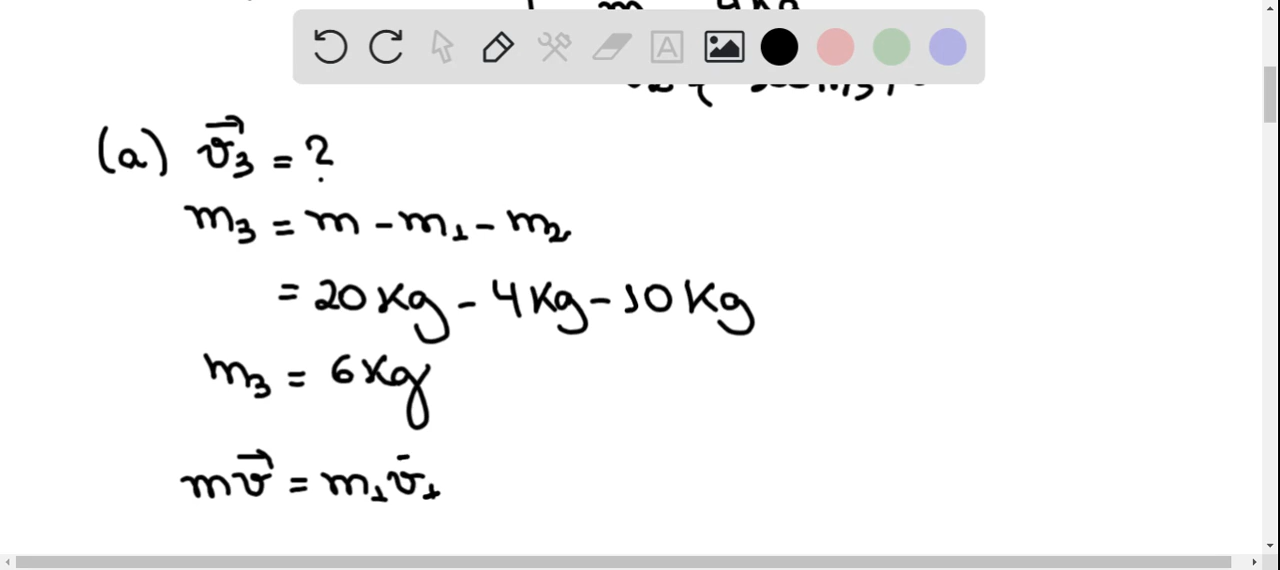 (a) v⃗₃ = ?
m₃ = m - m₁ - m₂
= 20 Kg - 4 Kg - 10 Kg
m₃ = 6 Kg
mv⃗ = m₁v̄₁